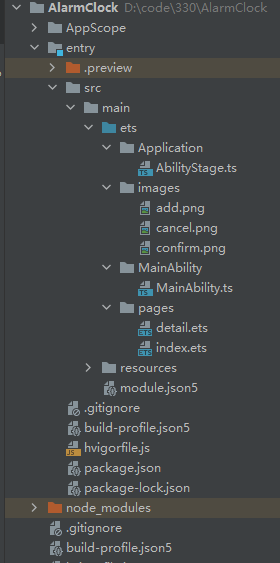 AlarmClock D:\code\330\AlarmClock
AppScope
entry
.preview
src
main
ets
Application
AbilityStage.ts
images
add.png
cancel.png
confirm.png
MainAbility
MainAbility.ts
pages
detail.ets
index.ets
resources
module.json5
.gitignore
build-profile.json5
hvigorfile.js
package.json
package-lock.json
node_modules
.gitignore
build-profile.json5